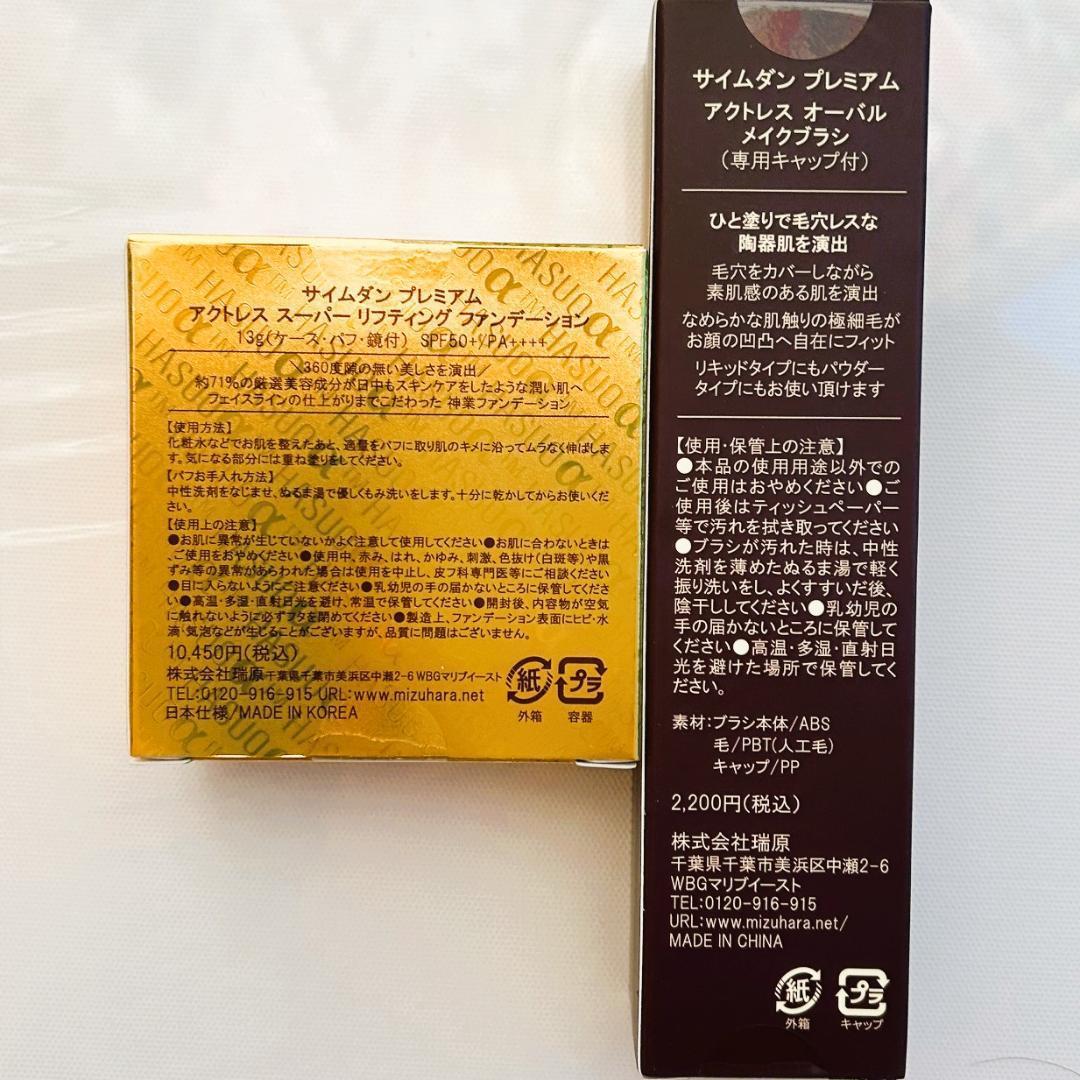 サイムダン プレミアム
アクトレス スーパー リフティング ファンデーション
13g(ケース・パフ・鏡付) SPF50+/PA++++
＼360度隙の無い美しさを演出／
約71%の厳選美容成分が日中もスキンケアをしたような潤い肌へ
フェイスラインの仕上がりまでこだわった 神業ファンデーション
【使用方法】
化粧水などでお肌を整えたあと、適量をパフに取り肌のキメに沿ってムラなく伸ばしま
す。気になる部分には重ね塗りをしてください。
【パフお手入れ方法】
中性洗剤をなじませ、ぬるま湯で優しくもみ洗いをします。十分に乾かしてからお使いくだ
さい。
【使用上の注意】
●お肌に異常が生じていないかよく注意して使用してください●お肌に合わないときは
、ご使用をおやめください●使用中、赤み、はれ、かゆみ、刺激、色抜け(白斑等)や黒
ずみ等の異常があらわれた場合は使用を中止し、皮フ科専門医等にご相談ください
●目に入らないようにご注意ください●乳幼児の手の届かないところに保管してくださ
い●高温・多湿・直射日光を避け、常温で保管してください●開封後、内容物が空気
に触れないように必ずフタを閉めてください●製造上、ファンデーション表面にヒビ・水
滴・気泡などが生じることがございますが、品質に問題はございません。
10,450円(税込)
株式会社瑞原 千葉県千葉市美浜区中瀬2-6 WBGマリブイースト
TEL:0120-916-915 URL:www.mizuhara.net
日本仕様/MADE IN KOREA
紙
外箱
プラ
容器
サイムダン プレミアム
アクトレス オーバル
メイクブラシ
(専用キャップ付)
ひと塗りで毛穴レスな
陶器肌を演出
毛穴をカバーしながら
素肌感のある肌を演出
なめらかな肌触りの極細毛が
お顔の凹凸へ自在にフィット
リキッドタイプにもパウダー
タイプにもお使い頂けます
【使用・保管上の注意】
●本品の使用用途以外での
ご使用はおやめください●ご
使用後はティッシュペーパー
等で汚れを拭き取ってください
●ブラシが汚れた時は、中性
洗剤を薄めたぬるま湯で軽く
振り洗いをし、よくすすいだ後、
陰干ししてください●乳幼児の
手の届かないところに保管して
ください●高温・多湿・直射日
光を避けた場所で保管してく
ださい。
素材:ブラシ本体/ABS
毛/PBT(人工毛)
キャップ/PP
2,200円(税込)
株式会社瑞原
千葉県千葉市美浜区中瀬2-6
WBGマリブイースト
TEL:0120-916-915
URL:www.mizuhara.net/
MADE IN CHINA
紙
外箱
プラ
キャップ